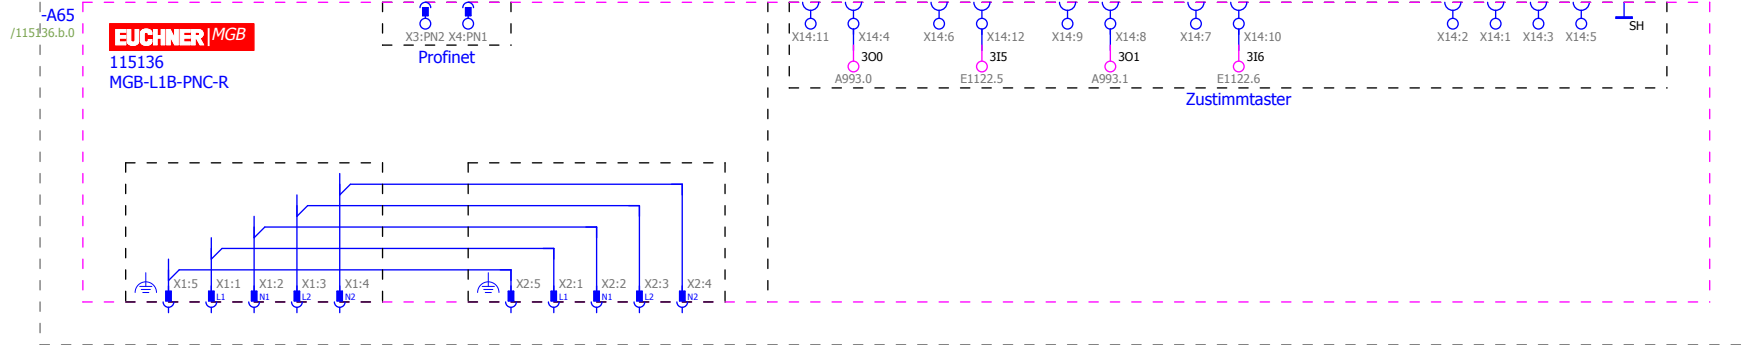 -A65
/115136.b.0
EUCHNER|MGB
115136
MGB-L1B-PNC-R
X3:PN2 X4:PN1
Profinet
X14:11 X14:4 X14:6 X14:12 X14:9 X14:8 X14:7 X14:10 X14:2 X14:1 X14:3 X14:5 SH
3O0 3I5 3O1 3I6
A993.0 E1122.5 A993.1 E1122.6
Zustimmtaster
X1:5 X1:1 X1:2 X1:3 X1:4 X2:5 X2:1 X2:2 X2:3 X2:4
L1 N1 L2 N2 L1 N1 L2 N2